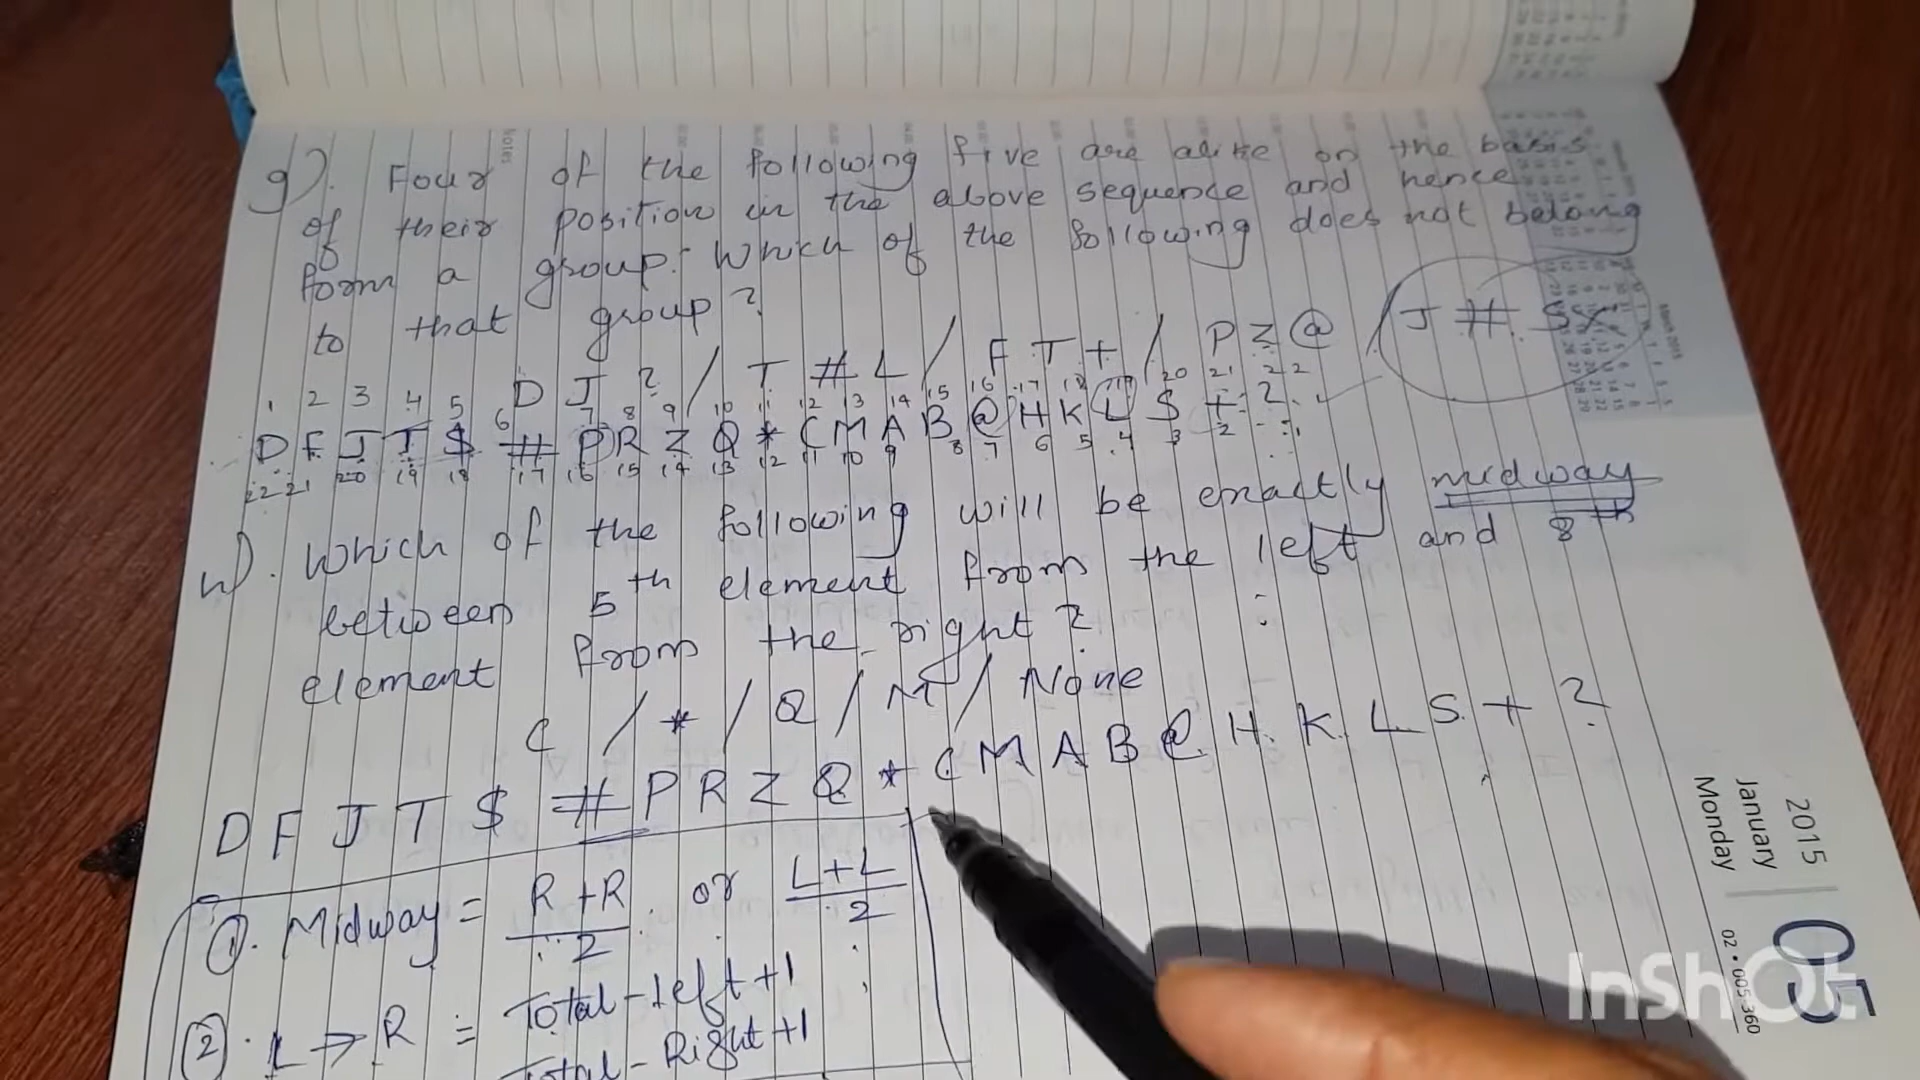 g). Four of the following five are alike on the basis
of their position in the above sequence and hence
form a group. Which of the following does not belong
to that group?
D J ? / T # L / F T + / P Z @ / J # S
1 2 3 4 5 6 7 8 9 10 11 12 13 14 15 16 17 18 19 20 21 22
D F J T $ # P R Z Q * C M A B @ H K L S + ?
22 21 20 19 18 17 16 15 14 13 12 11 10 9 8 7 6 5 4 3 2 1
h). Which of the following will be exactly midway
between 5th element from the left and 8th
element from the right?
C / * / Q / M / None
D F J T $ # P R Z Q * C M A B @ H K L S + ?
1. Midway = R+R/2 or L+L/2
2. L → R = Total - left + 1
Total - Right + 1
Notes
2015
January
Monday
05
02 • 005-360
InShOt